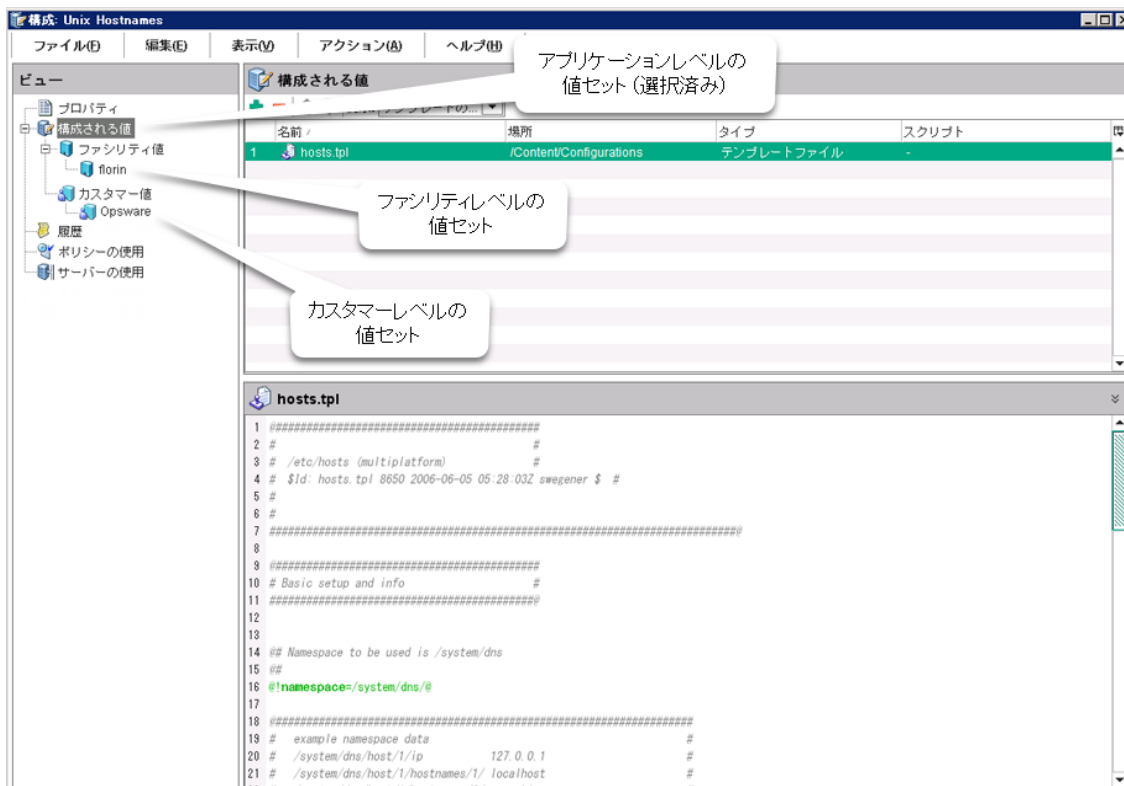 構成: Unix Hostnames
ファイル(F) 編集(E) 表示(V) アクション(A) ヘルプ(H)
アプリケーションレベルの
値セット(選択済み)
ビュー
プロパティ
構成される値
ファシリティ値
florin
カスタマー値
Opsware
履歴
ポリシーの使用
サーバーの使用
構成される値
名前 / 場所 タイプ スクリプト
1 hosts.tpl /Content/Configurations テンプレートファイル -
ファシリティレベルの
値セット
カスタマーレベルの
値セット
hosts.tpl
1 @###########################################
2 # #
3 # /etc/hosts (multiplatform) #
4 # $Id: hosts.tpl 8650 2006-06-05 05:28:03Z swegener $ #
5 #
6 #
7 ############################################################################@
8
9 @###########################################
10 # Basic setup and info #
11 ###########################################@
12
13
14 @# Namespace to be used is /system/dns
15 @#
16 @!namespace=/system/dns/@
17
18 @####################################################################
19 # example namespace data #
20 # /system/dns/host/1/ip 127.0.0.1 #
21 # /system/dns/host/1/hostnames/1/ localhost #